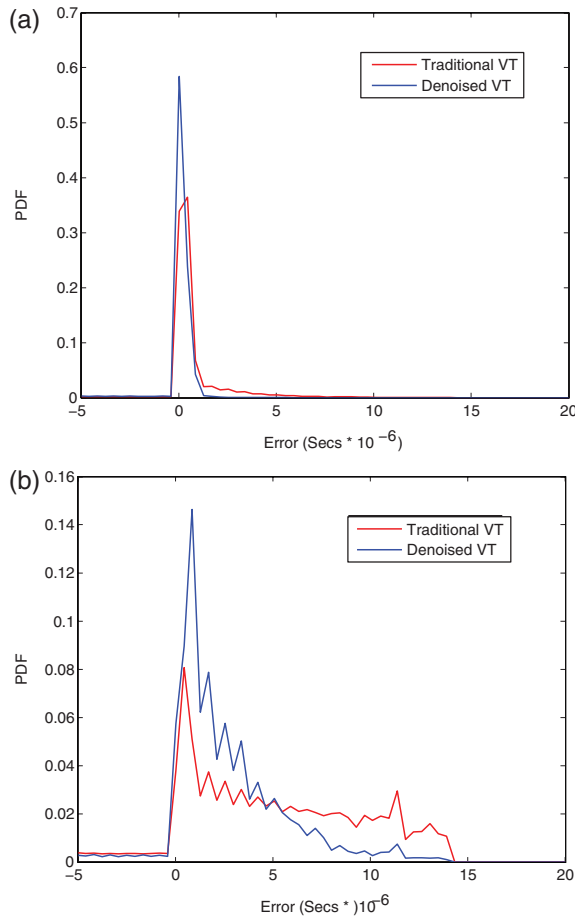 (a)
0.7
0.6
0.5
0.4
0.3
0.2
0.1
0
PDF
Traditional VT
Denoised VT
−5 0 5 10 15 20
Error (Secs * 10 −6)
(b)
0.16
0.14
0.12
0.1
0.08
0.06
0.04
0.02
0
PDF
Traditional VT
Denoised VT
−5 0 5 10 15 20
Error (Secs * )10−6